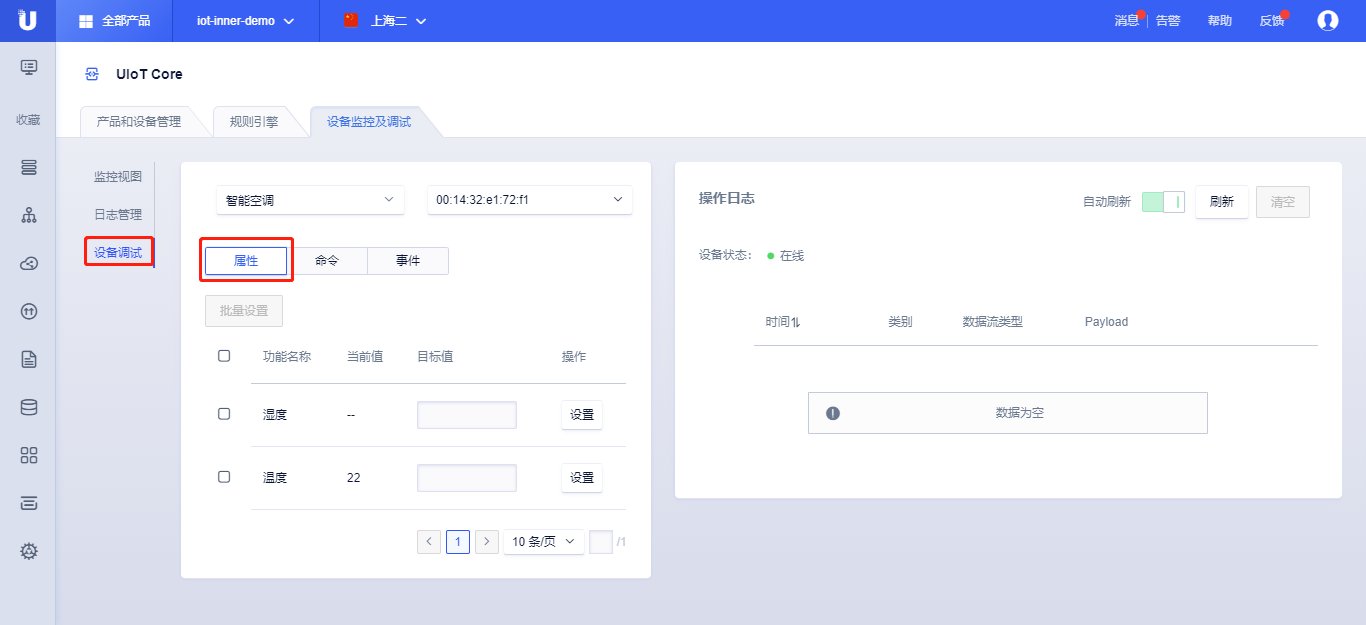 全部产品 iot-inner-demo 上海二 消息 告警 帮助 反馈
UIoT Core
收藏
产品和设备管理 规则引擎 设备监控及调试
监控视图
日志管理
设备调试
智能空调 00:14:32:e1:72:f1
属性 命令 事件
批量设置
功能名称 当前值 目标值 操作
湿度 -- 设置
温度 22 设置
1 10 条/页 /1
操作日志 自动刷新 刷新 清空
设备状态: 在线
时间 类别 数据流类型 Payload
数据为空